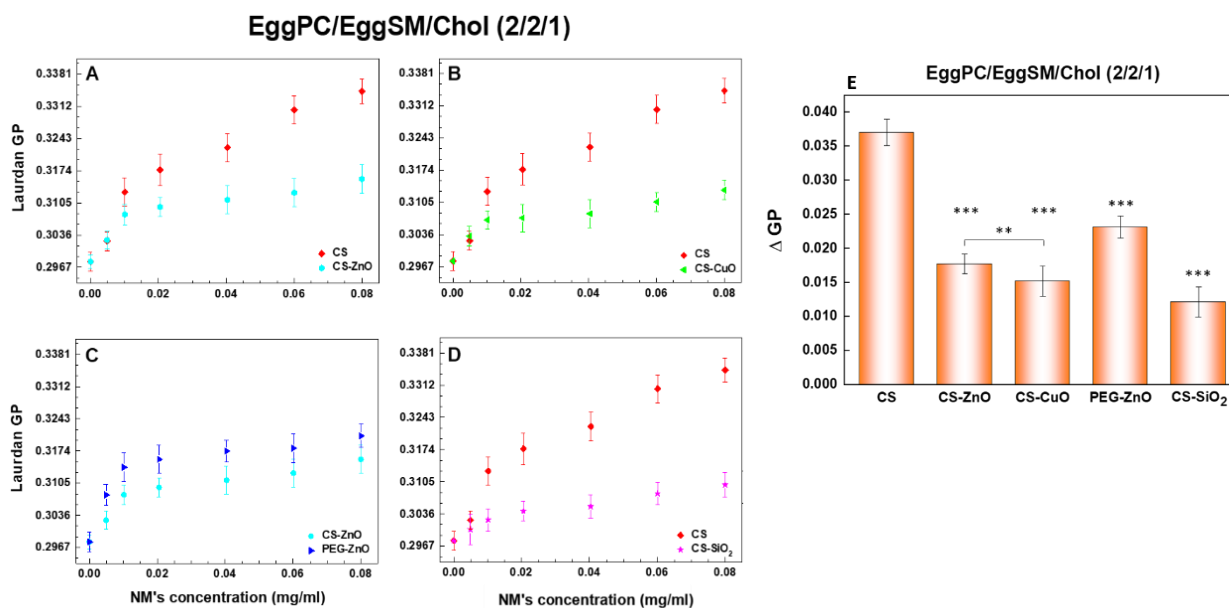 EggPC/EggSM/Chol (2/2/1)
A
0.3381
0.3312
0.3243
0.3174
0.3105
0.3036
0.2967
Laurdan GP
CS
CS-ZnO
0.00 0.02 0.04 0.06 0.08
B
0.3381
0.3312
0.3243
0.3174
0.3105
0.3036
0.2967
CS
CS-CuO
0.00 0.02 0.04 0.06 0.08
C
0.3381
0.3312
0.3243
0.3174
0.3105
0.3036
0.2967
Laurdan GP
CS-ZnO
PEG-ZnO
0.00 0.02 0.04 0.06 0.08
NM's concentration (mg/ml)
D
0.3381
0.3312
0.3243
0.3174
0.3105
0.3036
0.2967
CS
CS-SiO₂
0.00 0.02 0.04 0.06 0.08
NM's concentration (mg/ml)
E
EggPC/EggSM/Chol (2/2/1)
0.040
0.035
0.030
0.025
0.020
0.015
0.010
0.005
0.000
Δ GP
*** *** ***
**
***
CS CS-ZnO CS-CuO PEG-ZnO CS-SiO₂